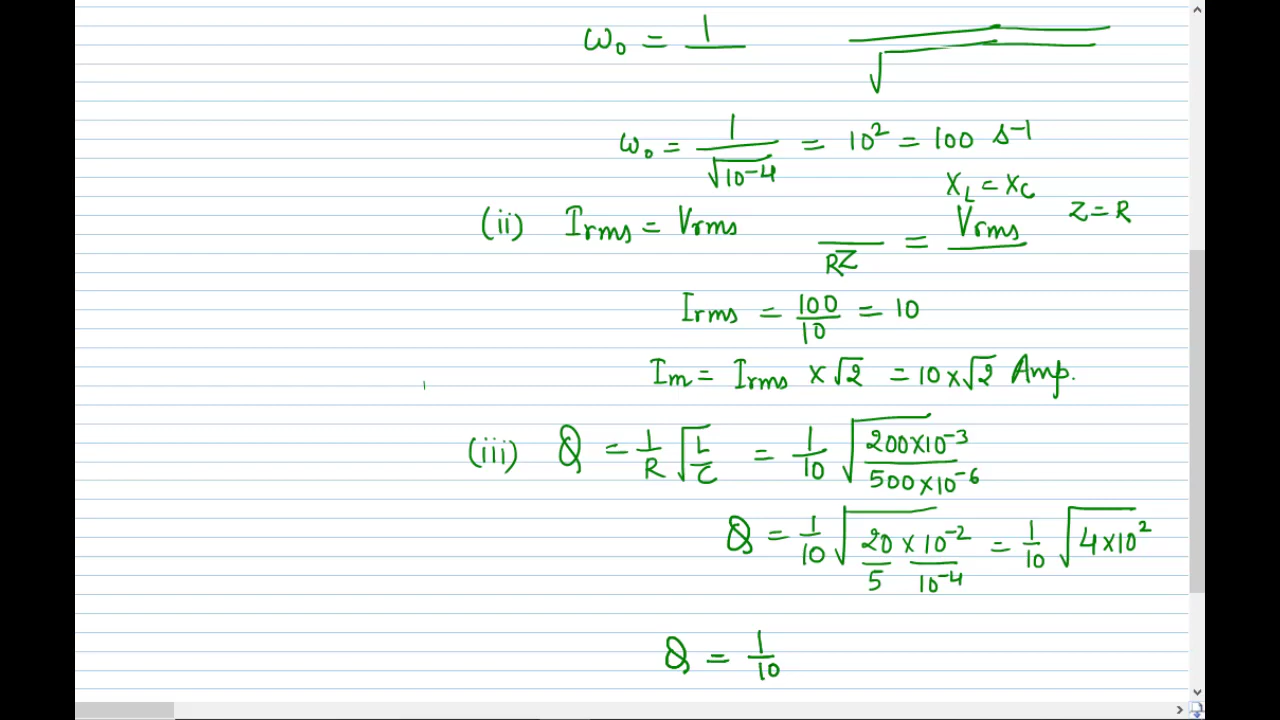 ω₀ = 1/
√
ω₀ = 1/√10⁻⁴ = 10² = 100 s⁻¹
X_L = X_C
(ii) Irms = Vrms/RZ = Vrms/ Z = R
Irms = 100/10 = 10
Im = Irms × √2 = 10 × √2 Amp.
(iii) Q = 1/R √(L/C) = 1/10 √(200×10⁻³/500×10⁻⁶)
Q = 1/10 √(20/5 × 10⁻²/10⁻⁴) = 1/10 √(4×10²)
Q = 1/10